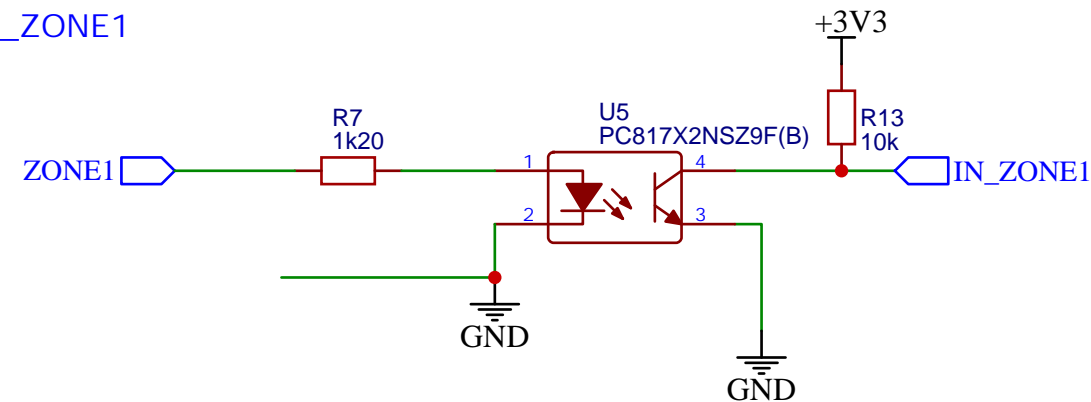 _ZONE1
+3V3
R7
1k20
U5
PC817X2NSZ9F(B)
R13
10k
ZONE1
1
4
IN_ZONE1
2
3
GND
GND